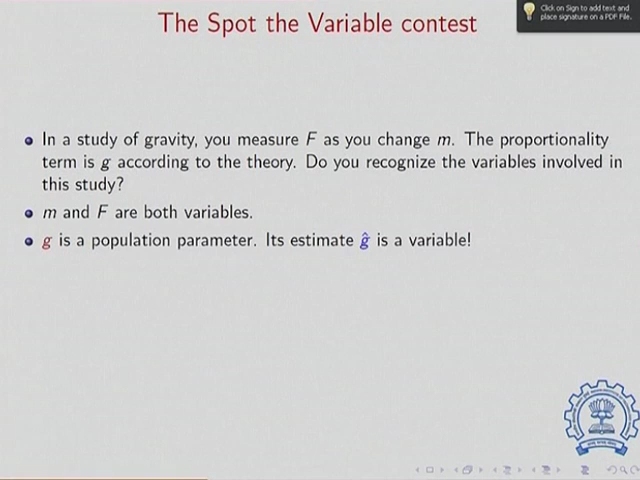 The Spot the Variable contest
Click on Sign to add text and
place signature on a PDF File.
In a study of gravity, you measure F as you change m. The proportionality
term is g according to the theory. Do you recognize the variables involved in
this study?
m and F are both variables.
g is a population parameter. Its estimate ĝ is a variable!